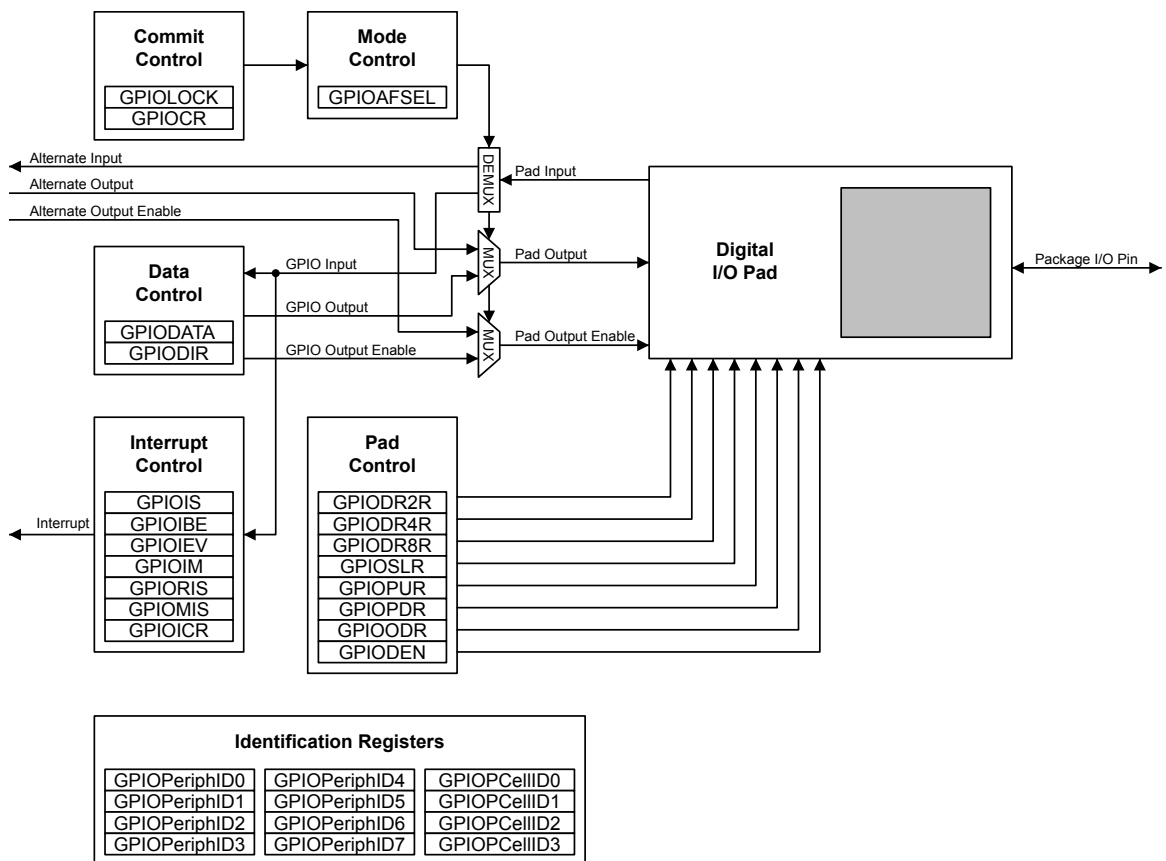 Commit
Control
GPIOLOCK
GPIOCR
Mode
Control
GPIOAFSEL
Alternate Input
Alternate Output
Alternate Output Enable
DEMUX
Pad Input
MUX
Pad Output
MUX
Pad Output Enable
Digital
I/O Pad
Package I/O Pin
Data
Control
GPIODATA
GPIODIR
GPIO Input
GPIO Output
GPIO Output Enable
Interrupt
Control
GPIOIS
GPIOIBE
GPIOIEV
GPIOIM
GPIORIS
GPIOMIS
GPIOICR
Interrupt
Pad
Control
GPIODR2R
GPIODR4R
GPIODR8R
GPIOSLR
GPIOPUR
GPIOPDR
GPIOODR
GPIODEN
Identification Registers
GPIOPeriphID0
GPIOPeriphID1
GPIOPeriphID2
GPIOPeriphID3
GPIOPeriphID4
GPIOPeriphID5
GPIOPeriphID6
GPIOPeriphID7
GPIOPCellID0
GPIOPCellID1
GPIOPCellID2
GPIOPCellID3